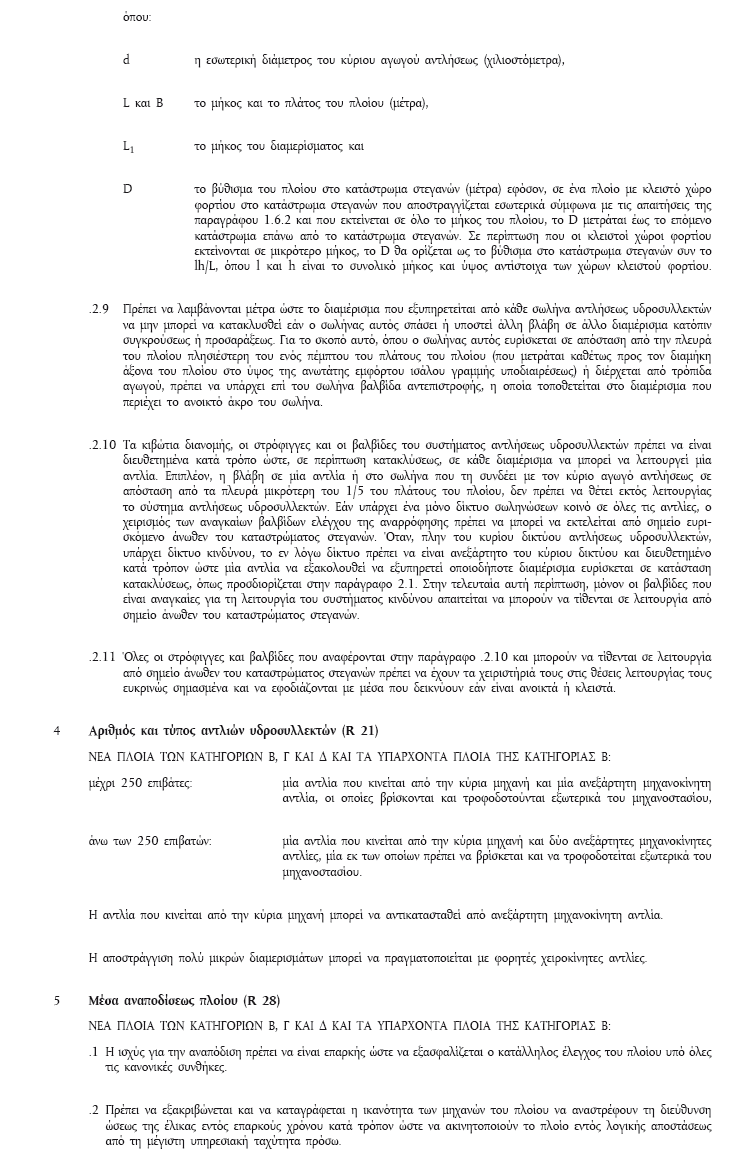 όπου:
d η εσωτερική διάμετρος του κύριου αγωγού αντλήσεως (χιλιοστόμετρα),
L και B το μήκος και το πλάτος του πλοίου (μέτρα),
L1 το μήκος του διαμερίσματος και
D το βύθισμα του πλοίου στο κατάστρωμα στεγανών (μέτρα) εφόσον, σε ένα πλοίο με κλειστό χώρο
φορτίου στο κατάστρωμα στεγανών που αποστραγγίζεται εσωτερικά σύμφωνα με τις απαιτήσεις της
παραγράφου 1.6.2 και που εκτείνεται σε όλο το μήκος του πλοίου, το D μετράται έως το επόμενο
κατάστρωμα επάνω από το κατάστρωμα στεγανών. Σε περίπτωση που οι κλειστοί χώροι φορτίου
εκτείνονται σε μικρότερο μήκος, το D θα ορίζεται ως το βύθισμα στο κατάστρωμα στεγανών συν το
lh/L, όπου l και h είναι το συνολικό μήκος και ύψος αντίστοιχα των χώρων κλειστού φορτίου.
.2.9 Πρέπει να λαμβάνονται μέτρα ώστε το διαμέρισμα που εξυπηρετείται από κάθε σωλήνα αντλήσεως υδροσυλλεκτών
να μην μπορεί να κατακλυσθεί εάν ο σωλήνας αυτός σπάσει ή υποστεί άλλη βλάβη σε άλλο διαμέρισμα κατόπιν
συγκρούσεως ή προσαράξεως. Για το σκοπό αυτό, όπου ο σωλήνας αυτός ευρίσκεται σε απόσταση από την πλευρά
του πλοίου πλησιέστερη του ενός πέμπτου του πλάτους του πλοίου (που μετράται καθέτως προς τον διαμήκη
άξονα του πλοίου στο ύψος της ανωτάτης εμφόρτου ισάλου γραμμής υποδιαιρέσεως) ή διέρχεται από τρόπιδα
αγωγού, πρέπει να υπάρχει επί του σωλήνα βαλβίδα αντεπιστροφής, η οποία τοποθετείται στο διαμέρισμα που
περιέχει το ανοικτό άκρο του σωλήνα.
.2.10 Τα κιβώτια διανομής, οι στρόφιγγες και οι βαλβίδες του συστήματος αντλήσεως υδροσυλλεκτών πρέπει να είναι
διευθετημένα κατά τρόπο ώστε, σε περίπτωση κατακλύσεως, σε κάθε διαμέρισμα να μπορεί να λειτουργεί μία
αντλία. Επιπλέον, η βλάβη σε μία αντλία ή στο σωλήνα που τη συνδέει με τον κύριο αγωγό αντλήσεως σε
απόσταση από τα πλευρά μικρότερη του 1/5 του πλάτους του πλοίου, δεν πρέπει να θέτει εκτός λειτουργίας
το σύστημα αντλήσεως υδροσυλλεκτών. Εάν υπάρχει ένα μόνο δίκτυο σωληνώσεων κοινό σε όλες τις αντλίες, ο
χειρισμός των αναγκαίων βαλβίδων ελέγχου της αναρρόφησης πρέπει να μπορεί να εκτελείται από σημείο ευρι-
σκόμενο άνωθεν του καταστρώματος στεγανών. Όταν, πλην του κυρίου δικτύου αντλήσεως υδροσυλλεκτών,
υπάρχει δίκτυο κινδύνου, το εν λόγω δίκτυο πρέπει να είναι ανεξάρτητο του κύριου δικτύου και διευθετημένο
κατά τρόπον ώστε μία αντλία να εξακολουθεί να εξυπηρετεί οποιοδήποτε διαμέρισμα ευρίσκεται σε κατάσταση
κατακλύσεως, όπως προσδιορίζεται στην παράγραφο 2.1. Στην τελευταία αυτή περίπτωση, μόνον οι βαλβίδες που
είναι αναγκαίες για τη λειτουργία του συστήματος κινδύνου απαιτείται να μπορούν να τίθενται σε λειτουργία από
σημείο άνωθεν του καταστρώματος στεγανών.
.2.11 Όλες οι στρόφιγγες και βαλβίδες που αναφέρονται στην παράγραφο .2.10 και μπορούν να τίθενται σε λειτουργία
από σημείο άνωθεν του καταστρώματος στεγανών πρέπει να έχουν τα χειριστήριά τους στις θέσεις λειτουργίας τους
ευκρινώς σημασμένα και να εφοδιάζονται με μέσα που δεικνύουν εάν είναι ανοικτά ή κλειστά.
4 Αριθμός και τύπος αντλιών υδροσυλλεκτών (R 21)
ΝΕΑ ΠΛΟΙΑ ΤΩΝ ΚΑΤΗΓΟΡΙΩΝ Β, Γ ΚΑΙ Δ ΚΑΙ ΤΑ ΥΠΑΡΧΟΝΤΑ ΠΛΟΙΑ ΤΗΣ ΚΑΤΗΓΟΡΙΑΣ Β:
μέχρι 250 επιβάτες: μία αντλία που κινείται από την κύρια μηχανή και μία ανεξάρτητη μηχανοκίνητη
αντλία, οι οποίες βρίσκονται και τροφοδοτούνται εξωτερικά του μηχανοστασίου,
άνω των 250 επιβατών: μία αντλία που κινείται από την κύρια μηχανή και δύο ανεξάρτητες μηχανοκίνητες
αντλίες, μία εκ των οποίων πρέπει να βρίσκεται και να τροφοδοτείται εξωτερικά του
μηχανοστασίου.
Η αντλία που κινείται από την κύρια μηχανή μπορεί να αντικατασταθεί από ανεξάρτητη μηχανοκίνητη αντλία.
Η αποστράγγιση πολύ μικρών διαμερισμάτων μπορεί να πραγματοποιείται με φορητές χειροκίνητες αντλίες.
5 Μέσα αναποδίσεως πλοίου (R 28)
ΝΕΑ ΠΛΟΙΑ ΤΩΝ ΚΑΤΗΓΟΡΙΩΝ Β, Γ ΚΑΙ Δ ΚΑΙ ΤΑ ΥΠΑΡΧΟΝΤΑ ΠΛΟΙΑ ΤΗΣ ΚΑΤΗΓΟΡΙΑΣ Β:
.1 Η ισχύς για την αναπόδιση πρέπει να είναι επαρκής ώστε να εξασφαλίζεται ο κατάλληλος έλεγχος του πλοίου υπό όλες
τις κανονικές συνθήκες.
.2 Πρέπει να εξακριβώνεται και να καταγράφεται η ικανότητα των μηχανών του πλοίου να αναστρέφουν τη διεύθυνση
ώσεως της έλικας εντός επαρκούς χρόνου κατά τρόπον ώστε να ακινητοποιούν το πλοίο εντός λογικής αποστάσεως
από τη μέγιστη υπηρεσιακή ταχύτητα πρόσω.